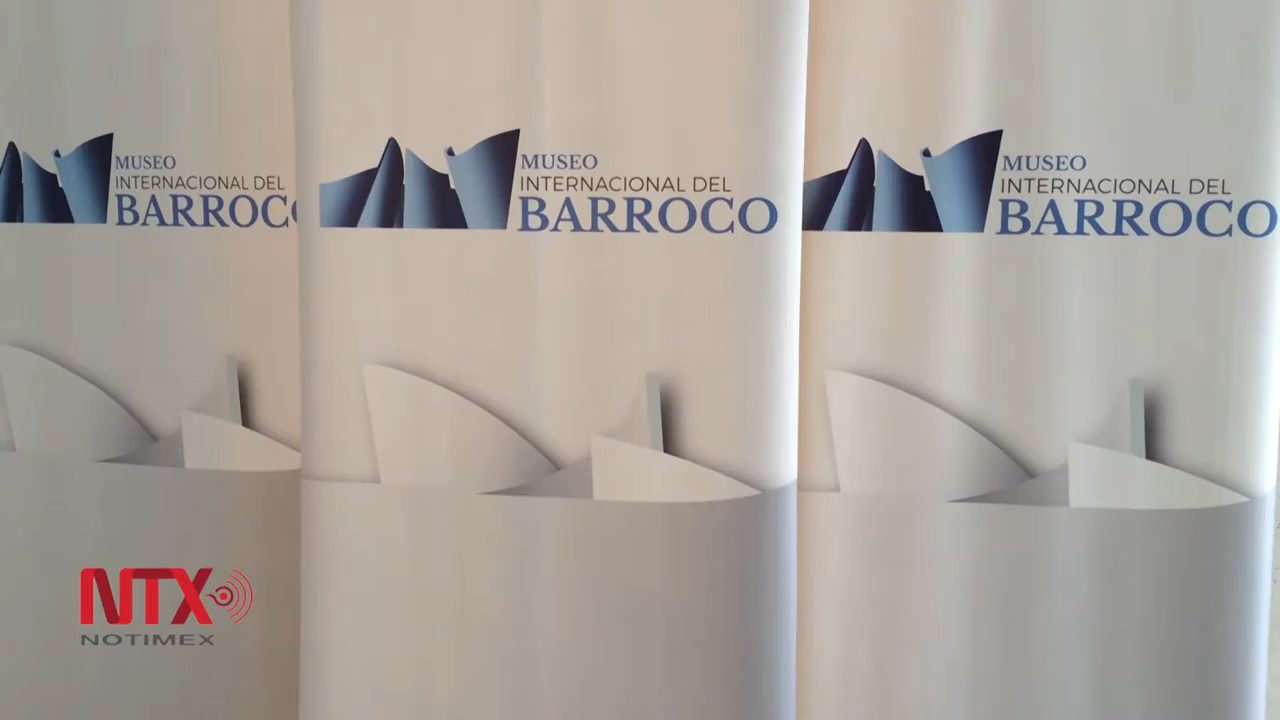 MUSEO
INTERNACIONAL DEL
BARROCO
MUSEO
INTERNACIONAL DEL
BARROCO
MUSEO
INTERNACIONAL DEL
BARROCO
NTX
NOTIMEX